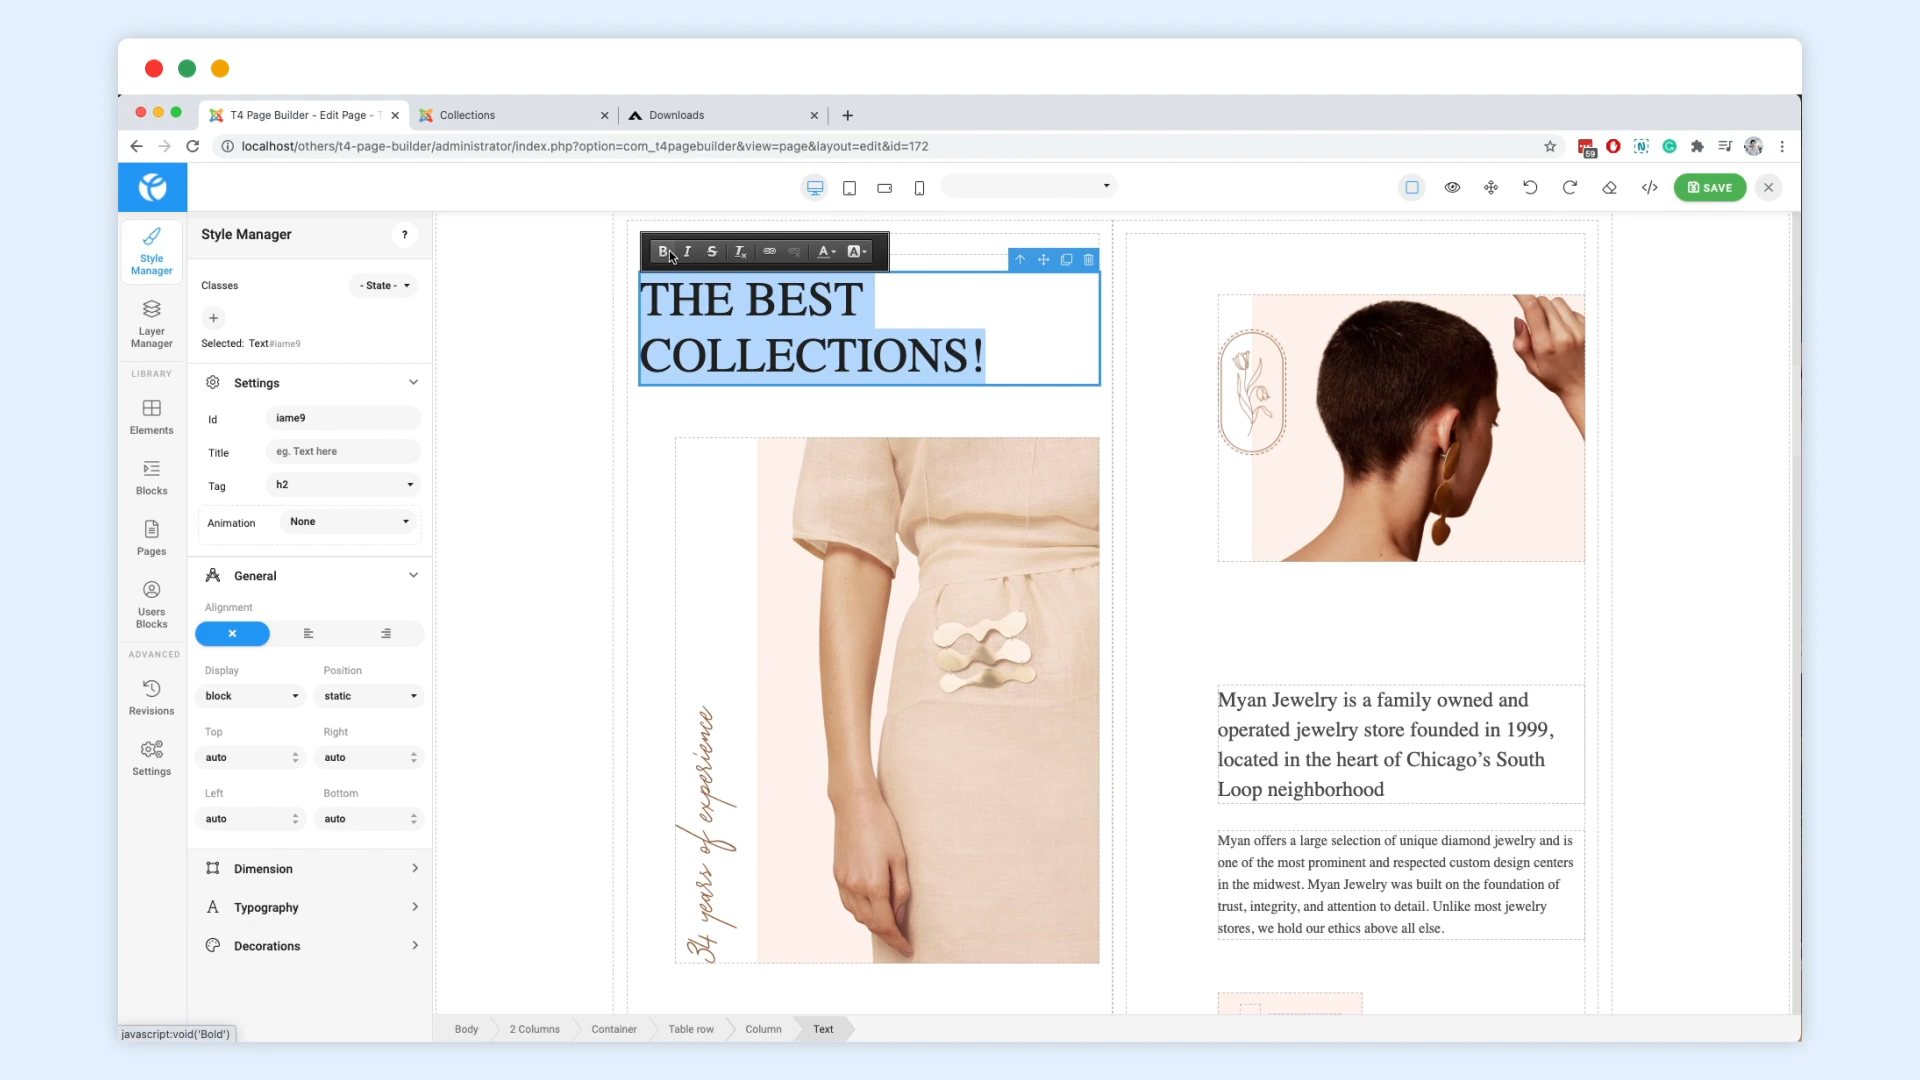 T4 Page Builder - Edit Page -
Collections
Downloads
localhost/others/t4-page-builder/administrator/index.php?option=com_t4pagebuilder&view=page&layout=edit&id=172
59
N
SAVE
Style Manager
?
Style
Manager
Classes
- State -
Layer
Manager
Selected: Text#iame9
LIBRARY
Settings
Id
iame9
Elements
Title
eg. Text here
Tag
h2
Blocks
Animation
None
Pages
General
Users
Blocks
Alignment
ADVANCED
Display
Position
block
static
Revisions
Top
Right
auto
auto
Settings
Left
Bottom
auto
auto
Dimension
Typography
Decorations
B I S Tx A A
THE BEST
COLLECTIONS!
34 years of experience
Myan Jewelry is a family owned and
operated jewelry store founded in 1999,
located in the heart of Chicago’s South
Loop neighborhood
Myan offers a large selection of unique diamond jewelry and is
one of the most prominent and respected custom design centers
in the midwest. Myan Jewelry was built on the foundation of
trust, integrity, and attention to detail. Unlike most jewelry
stores, we hold our ethics above all else.
Body
2 Columns
Container
Table row
Column
Text
javascript:void('Bold')